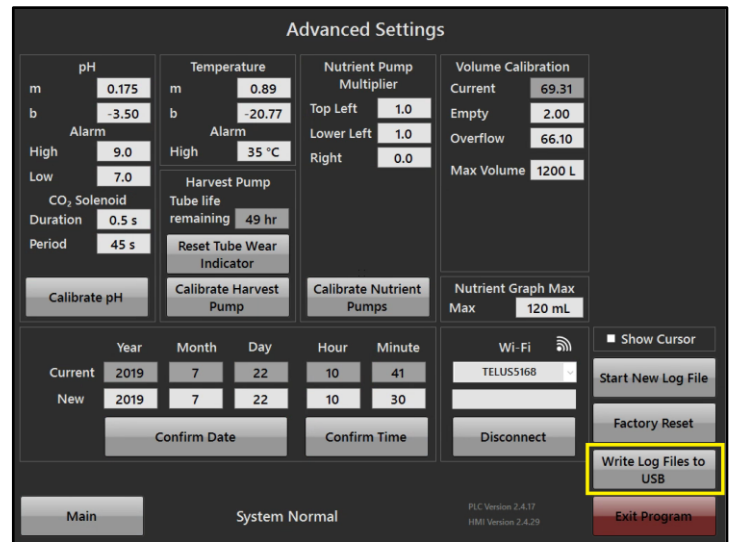 Advanced Settings
pH
m 0.175
b -3.50
Alarm
High 9.0
Low 7.0
CO₂ Solenoid
Duration 0.5 s
Period 45 s
Calibrate pH
Temperature
m 0.89
b -20.77
Alarm
High 35 °C
Harvest Pump
Tube life
remaining 49 hr
Reset Tube Wear
Indicator
Calibrate Harvest
Pump
Nutrient Pump
Multiplier
Top Left 1.0
Lower Left 1.0
Right 0.0
Calibrate Nutrient
Pumps
Volume Calibration
Current 69.31
Empty 2.00
Overflow 66.10
Max Volume 1200 L
Nutrient Graph Max
Max 120 mL
Year Month Day Hour Minute
Current 2019 7 22 10 41
New 2019 7 22 10 30
Confirm Date Confirm Time
Wi-Fi
TELUS5168
Disconnect
Show Cursor
Start New Log File
Factory Reset
Write Log Files to
USB
Main
System Normal
PLC Version 2.4.17
HMI Version 2.4.29
Exit Program